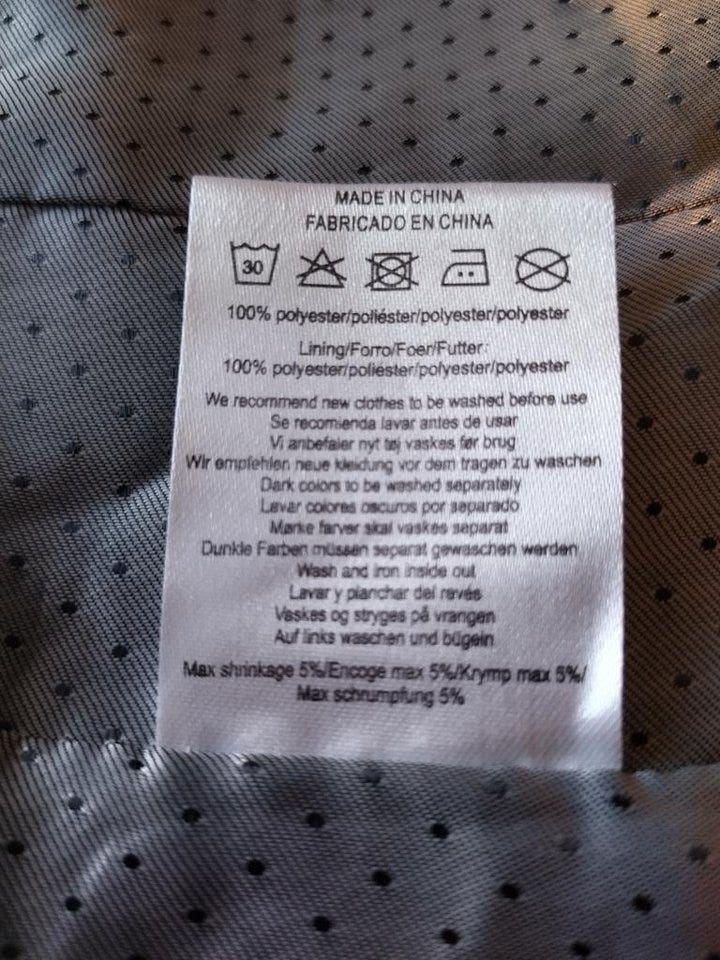 MADE IN CHINA
FABRICADO EN CHINA
30
100% polyester/poliéster/polyester/polyester
Lining/Forro/Foer/Futter:
100% polyester/poliéster/polyester/polyester
We recommend new clothes to be washed before use
Se recomienda lavar antes de usar
Vi anbefaler nyt tøj vaskes før brug
Wir empfehlen neue kleidung vor dem tragen zu waschen
Dark colors to be washed separately
Lavar colores oscuros por separado
Mørke farver skal vaskes separat
Dunkle Farben müssen separat gewaschen werden
Wash and iron inside out
Lavar y planchar del revés
Vaskes og stryges på vrangen
Auf links waschen und bügeln
Max shrinkage 5%/Encoge max 5%/Krymp max 5%/
Max schrumpfung 5%